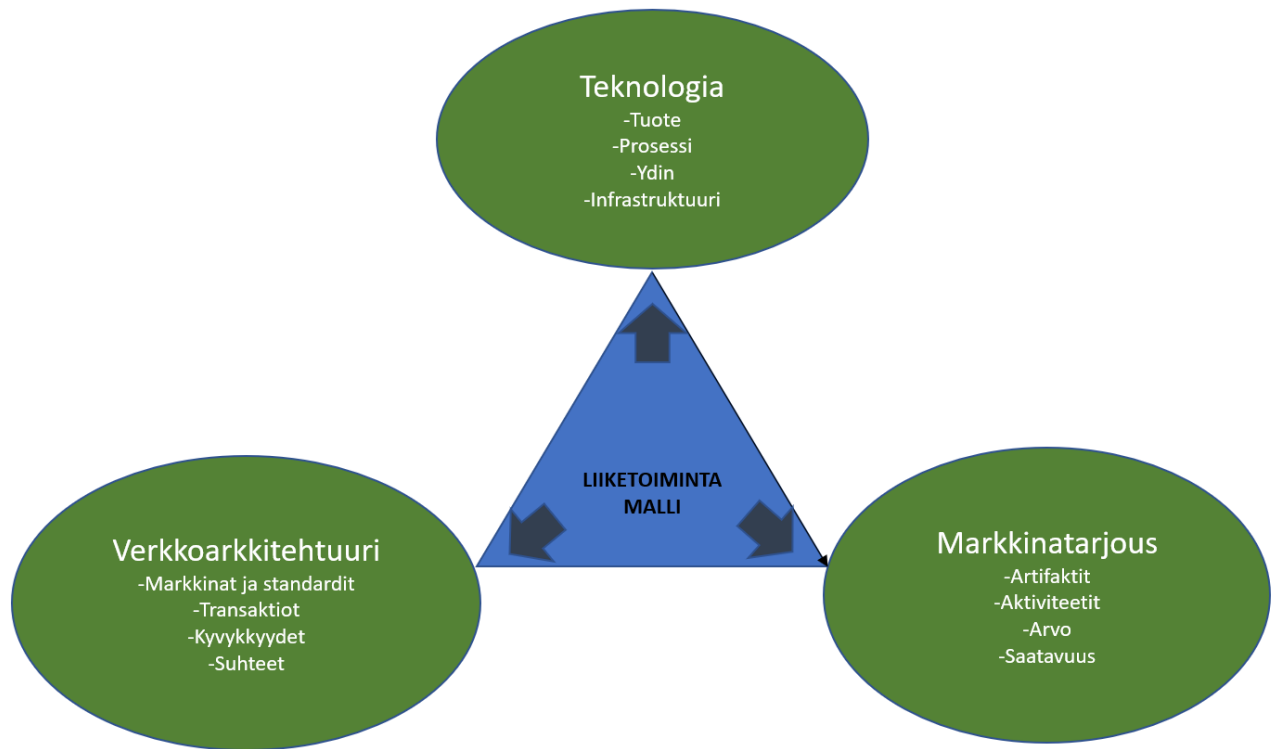 Teknologia
-Tuote
-Prosessi
-Ydin
-Infrastruktuuri
LIIKETOIMINTA
MALLI
Verkkoarkkitehtuuri
-Markkinat ja standardit
-Transaktiot
-Kyvykkyydet
-Suhteet
Markkinatarjous
-Artifaktit
-Aktiviteetit
-Arvo
-Saatavuus